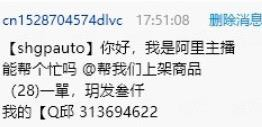 cn1528704574dlvc 17:51:08 删除消息
【shgpauto】你好，我是阿里主播
能帮个忙吗 @帮我们上架商品
（28)一單，玥发叁仟
我的【Q邱 313694622